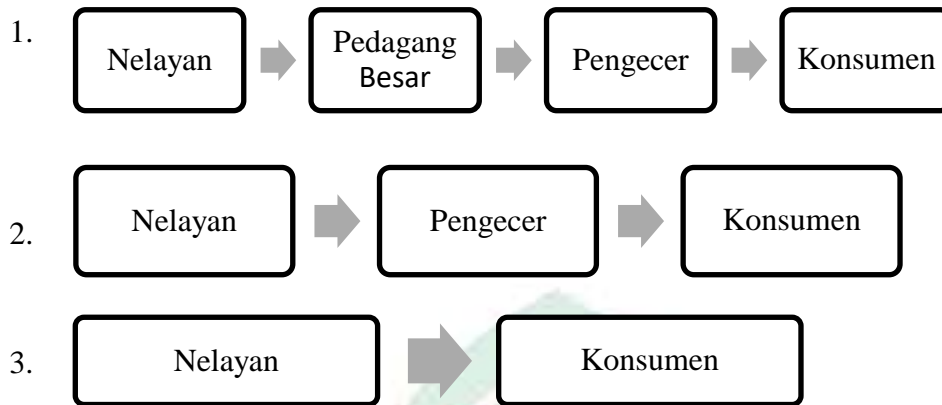 1.
Nelayan
Pedagang
Besar
Pengecer
Konsumen
2.
Nelayan
Pengecer
Konsumen
3.
Nelayan
Konsumen